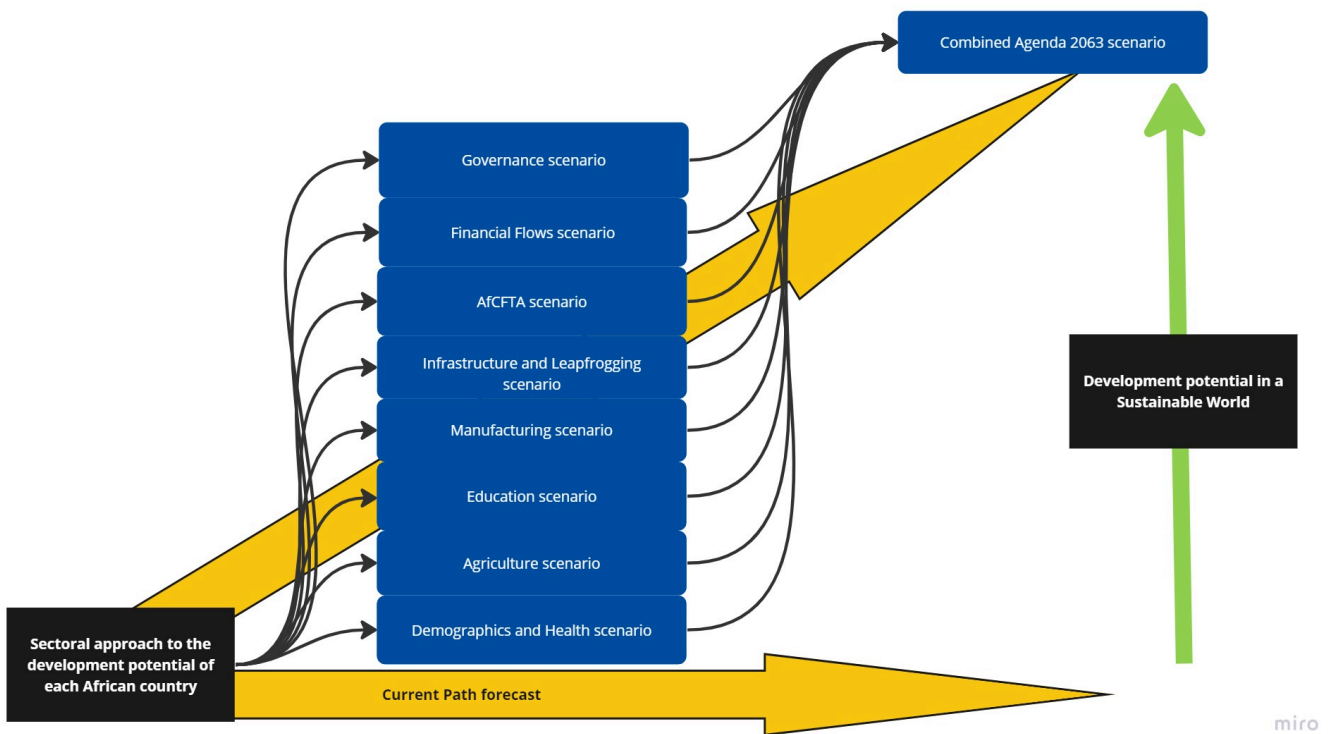 Combined Agenda 2063 scenario
Governance scenario
Financial Flows scenario
AfCFTA scenario
Infrastructure and Leapfrogging
scenario
Manufacturing scenario
Education scenario
Agriculture scenario
Demographics and Health scenario
Development potential in a
Sustainable World
Sectoral approach to the
development potential of
each African country
Current Path forecast
miro